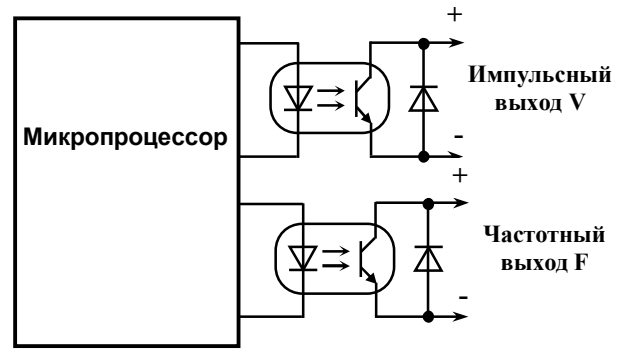 +
Импульсный
выход V
Микропроцессор
-
+
Частотный
выход F
-